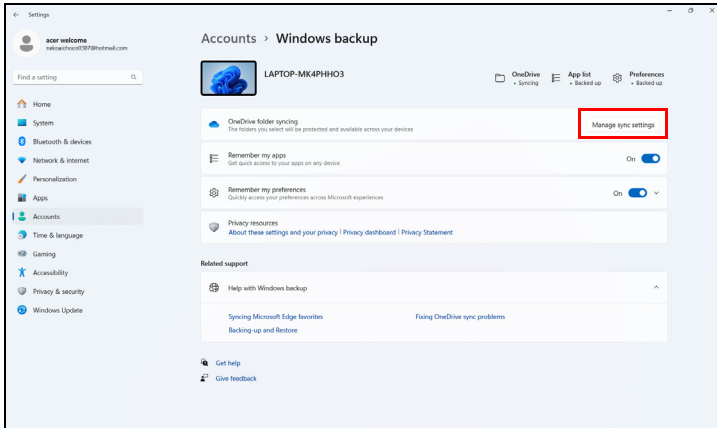 Settings
acer welcome
nekoaichoco0307@hotmail.com
Find a setting
Home
System
Bluetooth & devices
Network & internet
Personalization
Apps
Accounts
Time & language
Gaming
Accessibility
Privacy & security
Windows Update
Accounts > Windows backup
LAPTOP-MK4PHHO3
OneDrive
• Syncing
App list
• Backed up
Preferences
• Backed up
OneDrive folder syncing
The folders you select will be protected and available across your devices
Manage sync settings
Remember my apps
Get quick access to your apps on any device
On
Remember my preferences
Quickly access your preferences across Microsoft experiences
On
Privacy resources
About these settings and your privacy | Privacy dashboard | Privacy Statement
Related support
Help with Windows backup
Syncing Microsoft Edge favorites
Fixing OneDrive sync problems
Backing-up and Restore
Get help
Give feedback